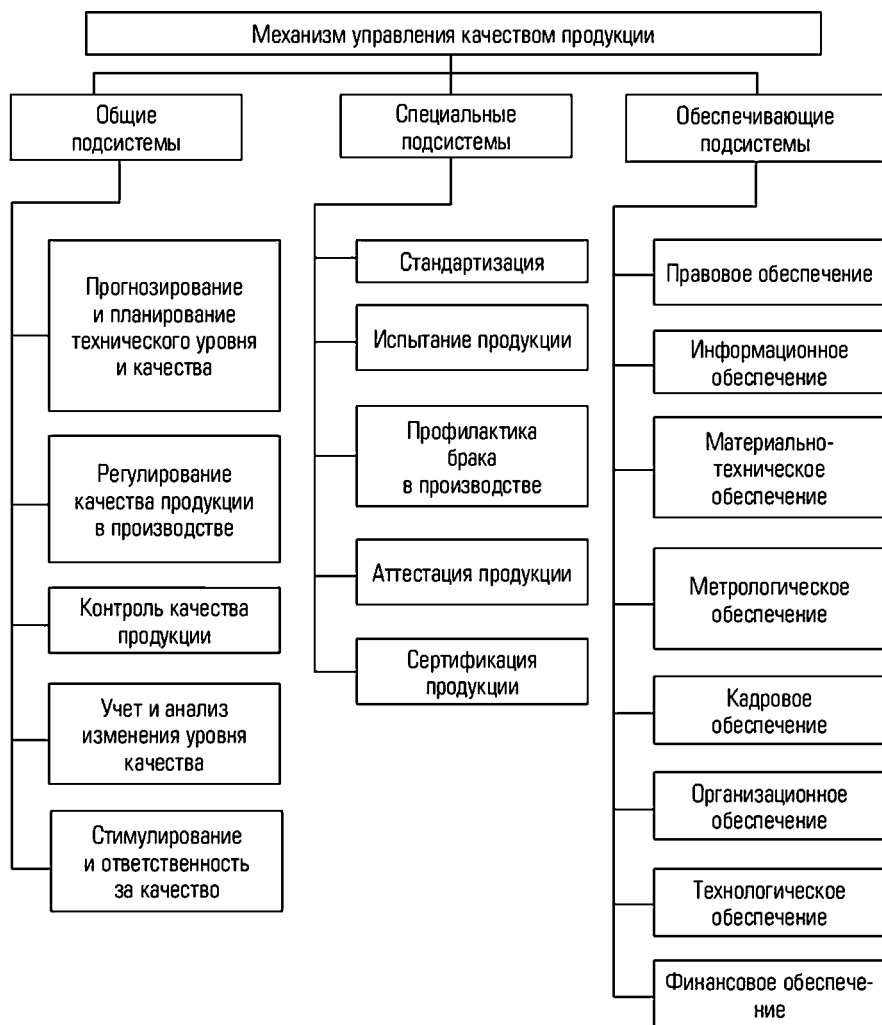 Механизм управления качеством продукции
Общие
подсистемы
Прогнозирование
и планирование
технического уровня
и качества
Регулирование
качества продукции
в производстве
Контроль качества
продукции
Учет и анализ
изменения уровня
качества
Стимулирование
и ответственность
за качество
Специальные
подсистемы
Стандартизация
Испытание продукции
Профилактика
брака
в производстве
Аттестация продукции
Сертификация
продукции
Обеспечивающие
подсистемы
Правовое обеспечение
Информационное
обеспечение
Материально-
техническое
обеспечение
Метрологическое
обеспечение
Кадровое
обеспечение
Организационное
обеспечение
Технологическое
обеспечение
Финансовое обеспече-
ние